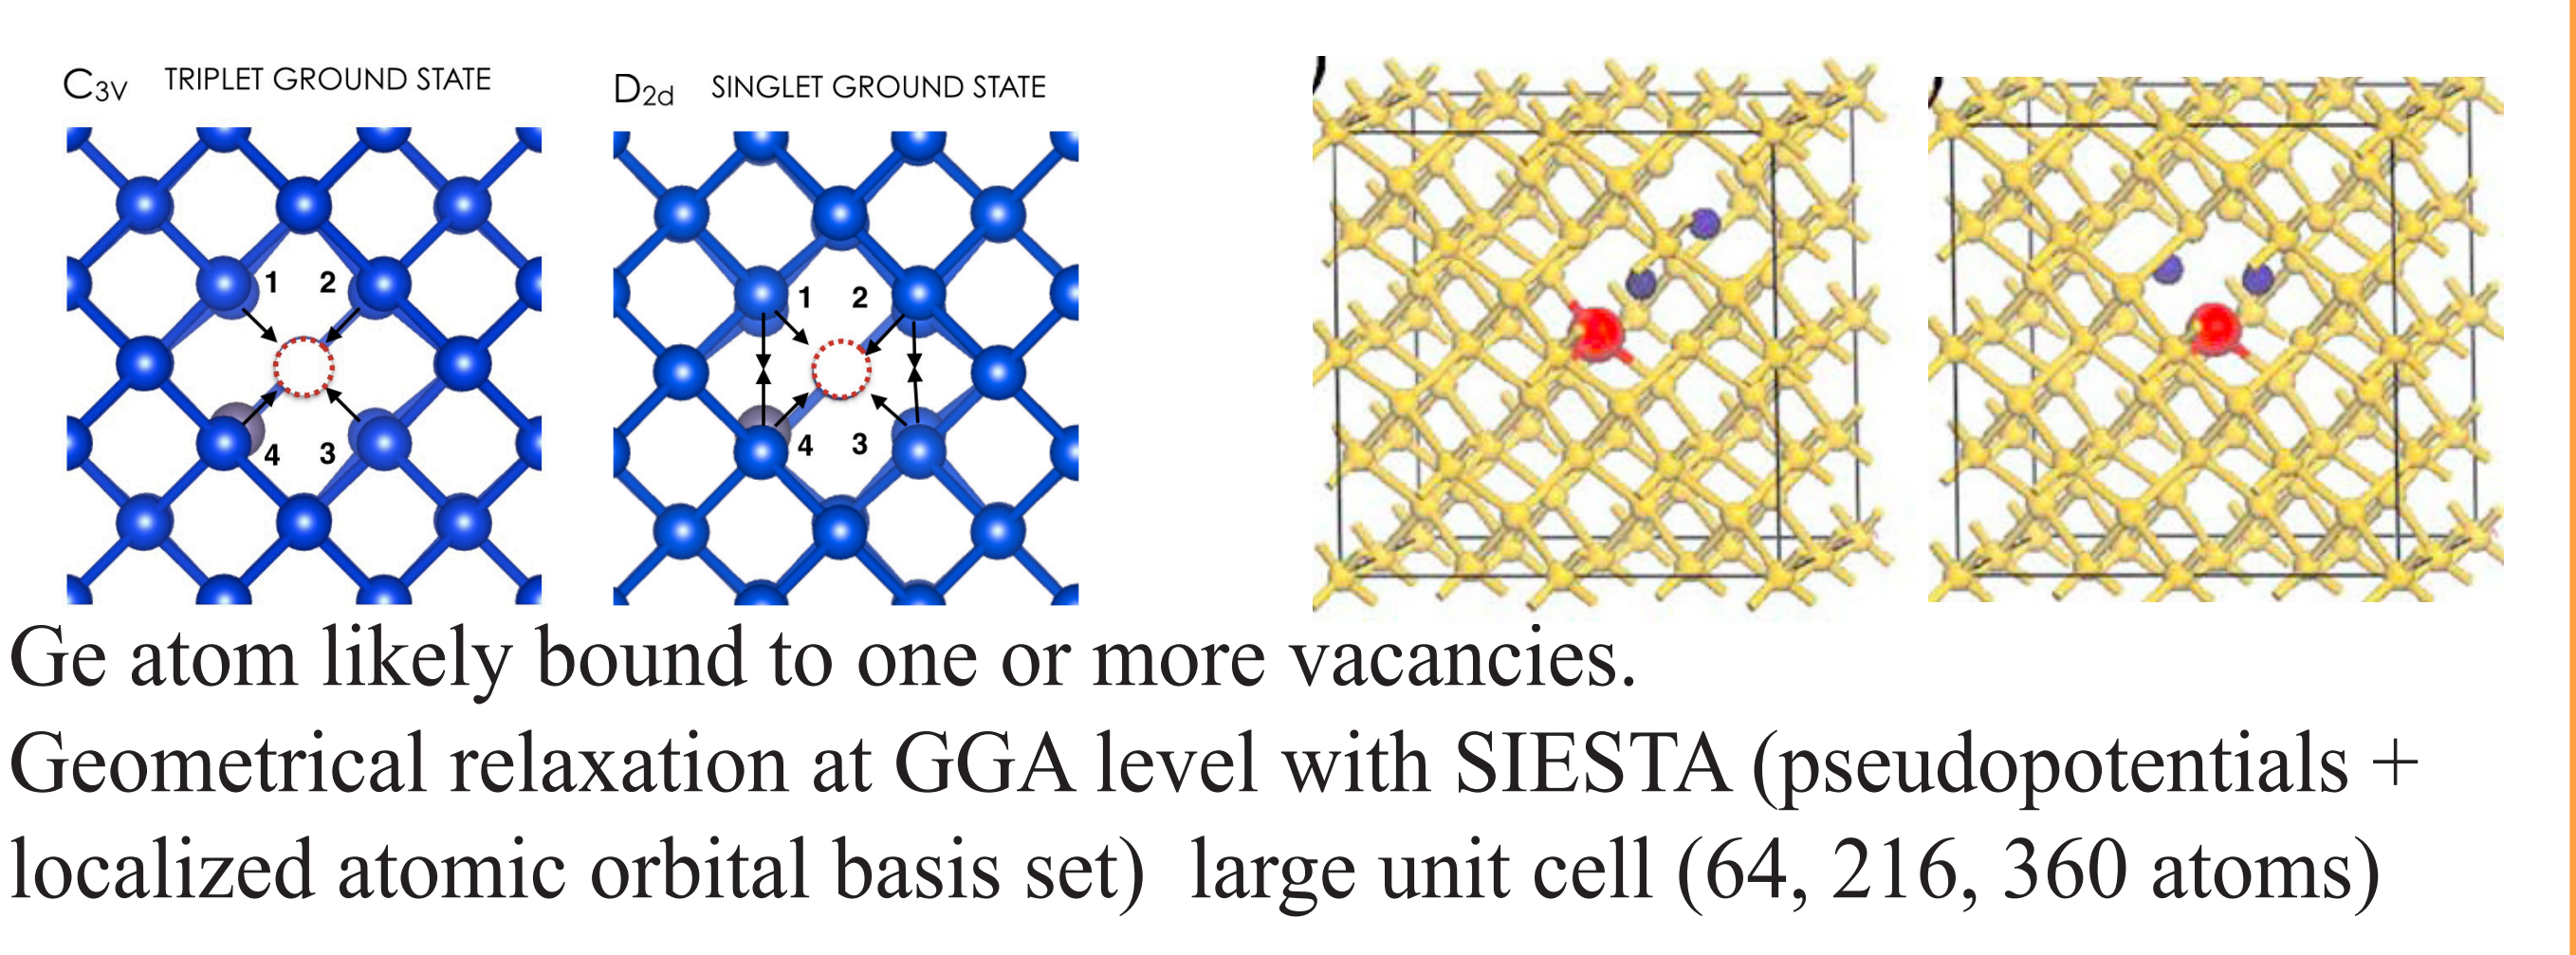 C3V TRIPLET GROUND STATE
D2d SINGLET GROUND STATE
1 2
4 3
1 2
4 3
Ge atom likely bound to one or more vacancies.
Geometrical relaxation at GGA level with SIESTA (pseudopotentials +
localized atomic orbital basis set) large unit cell (64, 216, 360 atoms)